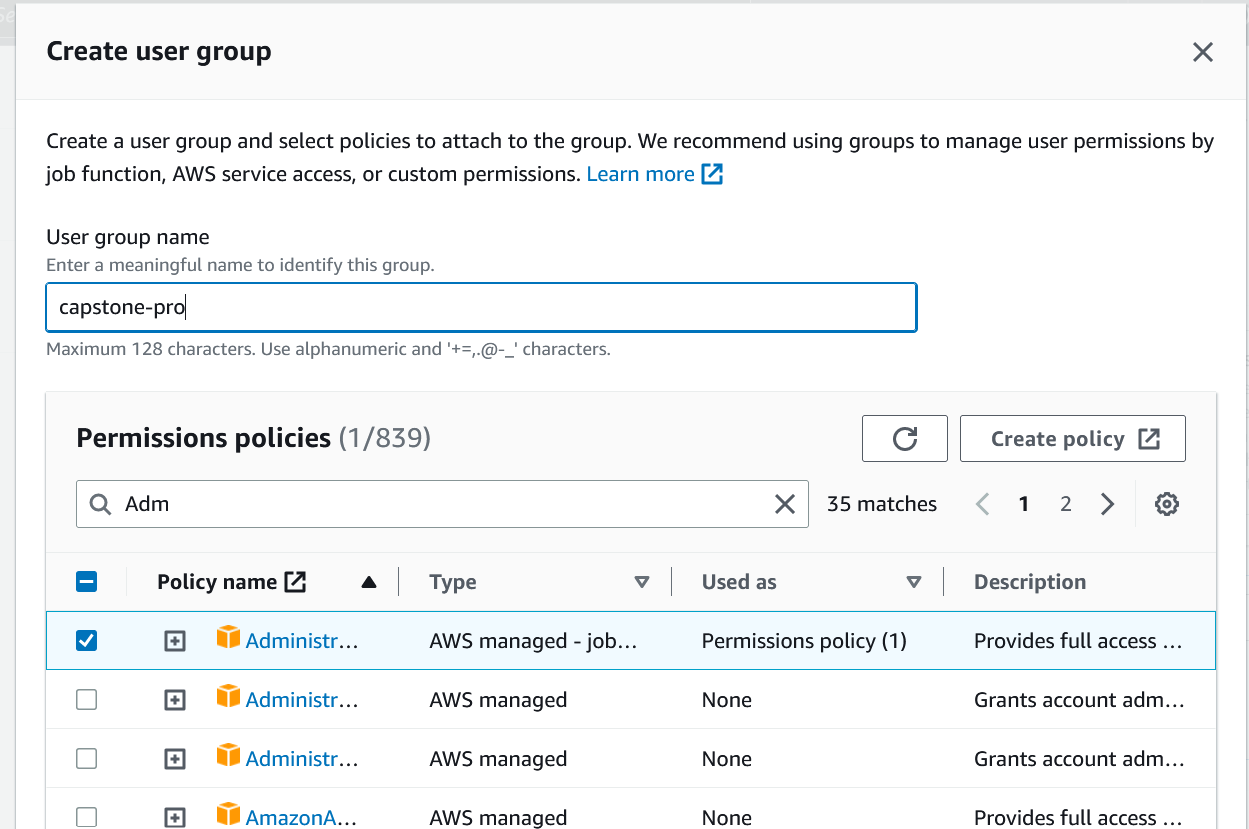 Create user group
Create a user group and select policies to attach to the group. We recommend using groups to manage user permissions by
job function, AWS service access, or custom permissions. Learn more
User group name
Enter a meaningful name to identify this group.
capstone-pro
Maximum 128 characters. Use alphanumeric and '+=,.@-_' characters.
Permissions policies (1/839)
Create policy
Adm
35 matches
1 2
Policy name Type Used as Description
Administr... AWS managed - job... Permissions policy (1) Provides full access ...
Administr... AWS managed None Grants account adm...
Administr... AWS managed None Grants account adm...
AmazonA... AWS managed None Provides full access ...